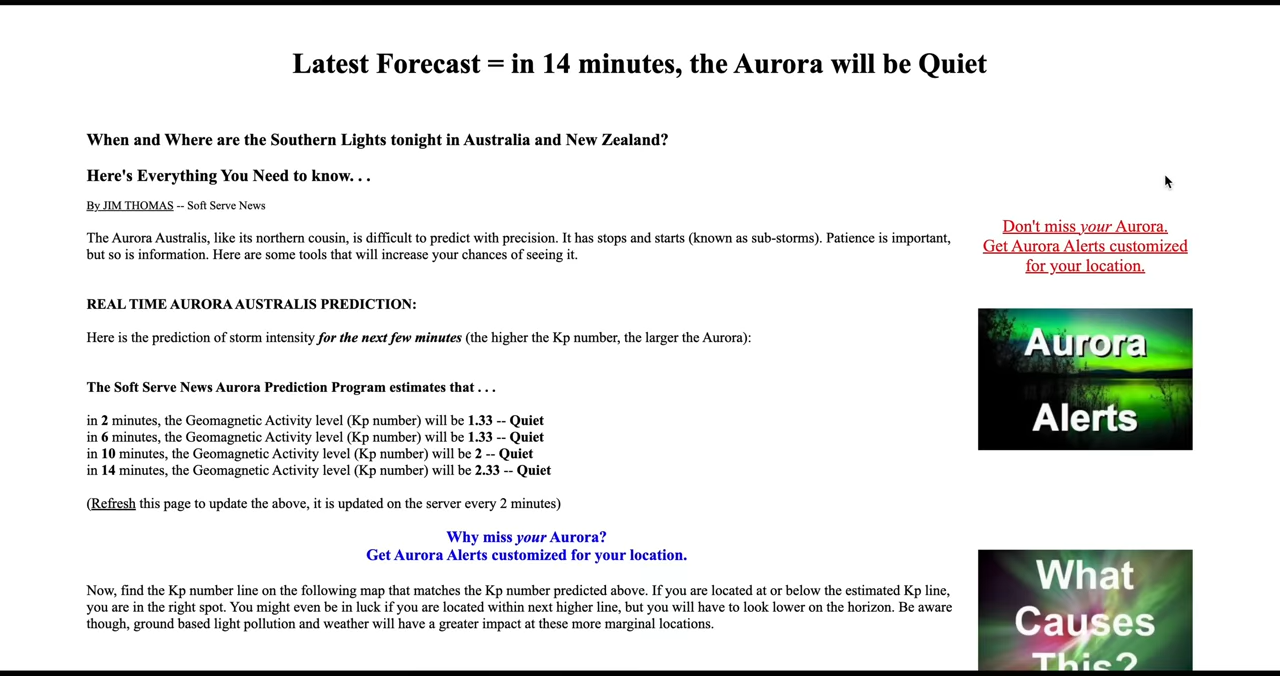 Latest Forecast = in 14 minutes, the Aurora will be Quiet
When and Where are the Southern Lights tonight in Australia and New Zealand?
Here's Everything You Need to know. . .
By JIM THOMAS -- Soft Serve News
The Aurora Australis, like its northern cousin, is difficult to predict with precision. It has stops and starts (known as sub-storms). Patience is important,
but so is information. Here are some tools that will increase your chances of seeing it.
REAL TIME AURORA AUSTRALIS PREDICTION:
Here is the prediction of storm intensity for the next few minutes (the higher the Kp number, the larger the Aurora):
The Soft Serve News Aurora Prediction Program estimates that . . .
in 2 minutes, the Geomagnetic Activity level (Kp number) will be 1.33 -- Quiet
in 6 minutes, the Geomagnetic Activity level (Kp number) will be 1.33 -- Quiet
in 10 minutes, the Geomagnetic Activity level (Kp number) will be 2 -- Quiet
in 14 minutes, the Geomagnetic Activity level (Kp number) will be 2.33 -- Quiet
(Refresh this page to update the above, it is updated on the server every 2 minutes)
Why miss your Aurora?
Get Aurora Alerts customized for your location.
Now, find the Kp number line on the following map that matches the Kp number predicted above. If you are located at or below the estimated Kp line,
you are in the right spot. You might even be in luck if you are located within next higher line, but you will have to look lower on the horizon. Be aware
though, ground based light pollution and weather will have a greater impact at these more marginal locations.
Don't miss your Aurora.
Get Aurora Alerts customized
for your location.
Aurora
Alerts
What
Causes
This?